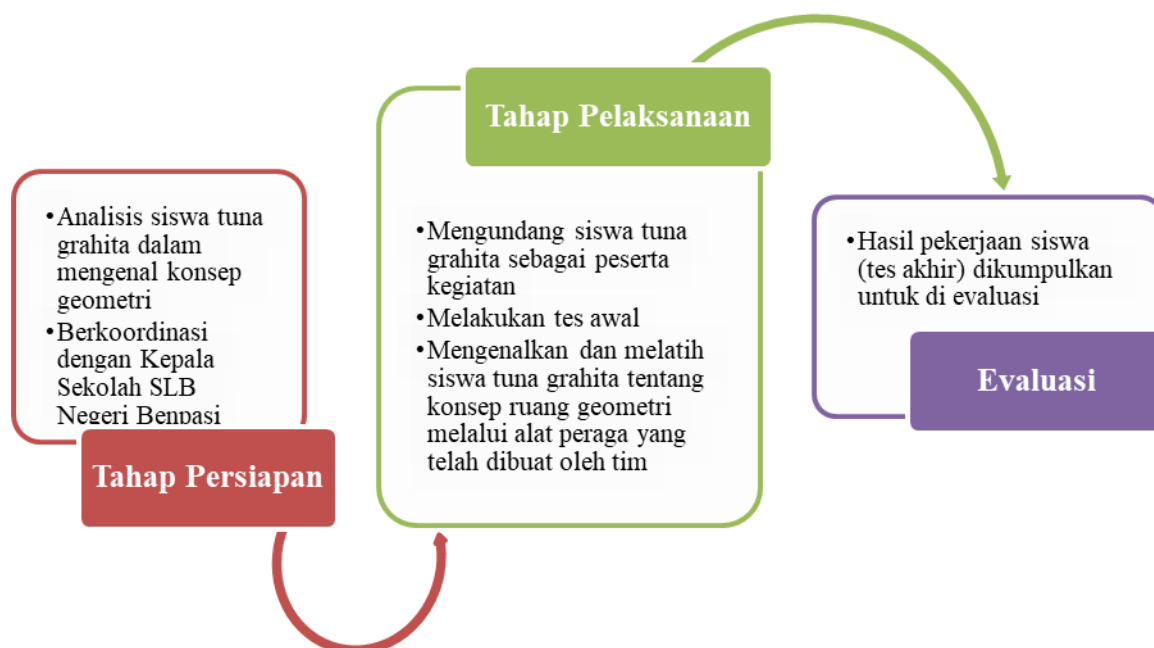 •Analisis siswa tuna
grahita dalam
mengenal konsep
geometri
•Berkoordinasi
dengan Kepala
Sekolah SLB
Negeri Benpasi
Tahap Persiapan
Tahap Pelaksanaan
•Mengundang siswa tuna
grahita sebagai peserta
kegiatan
•Melakukan tes awal
•Mengenalkan dan melatih
siswa tuna grahita tentang
konsep ruang geometri
melalui alat peraga yang
telah dibuat oleh tim
•Hasil pekerjaan siswa
(tes akhir) dikumpulkan
untuk di evaluasi
Evaluasi